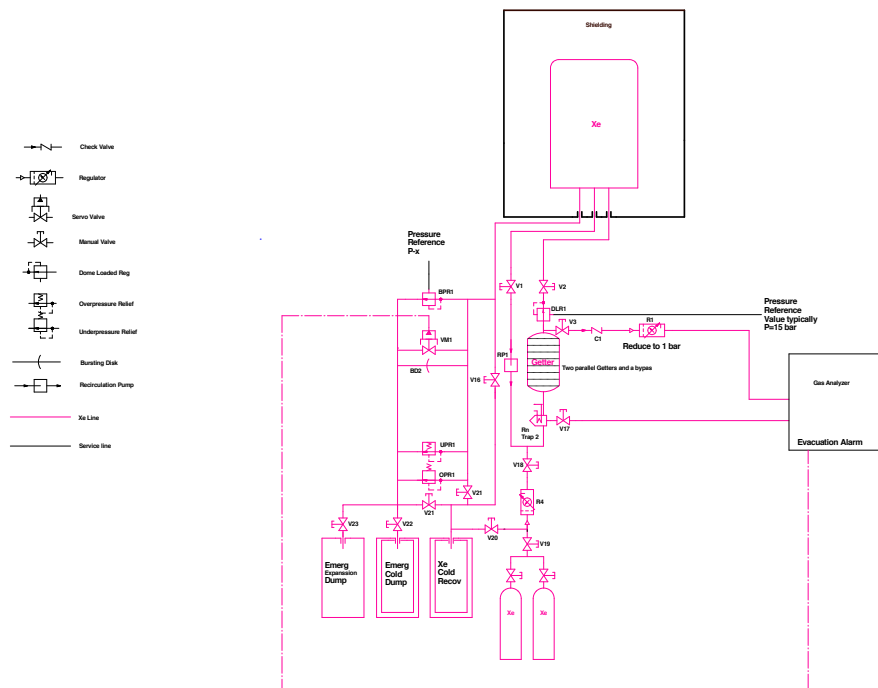 Shielding
Xe
Check Valve
Regulator
Servo Valve
Manual Valve
Dome Loaded Reg
Overpressure Relief
Underpressure Relief
Bursting Disk
Recirculation Pump
Xe Line
Service line
Pressure
Reference
P-x
BPR1
VM1
BD2
V16
UPR1
OPR1
V21
V21
V23
V22
Emerg
Expanssion
Dump
Emerg
Cold
Dump
Xe
Cold
Recov
V1
V2
DLR1
V3
C1
R1
Reduce to 1 bar
Pressure
Reference
Value typically
P=15 bar
RP1
Getter
Two parallel Getters and a bypas
Rn
Trap 2
V17
V18
R4
V20
V19
Xe
Xe
Gas Analyzer
Evacuation Alarm